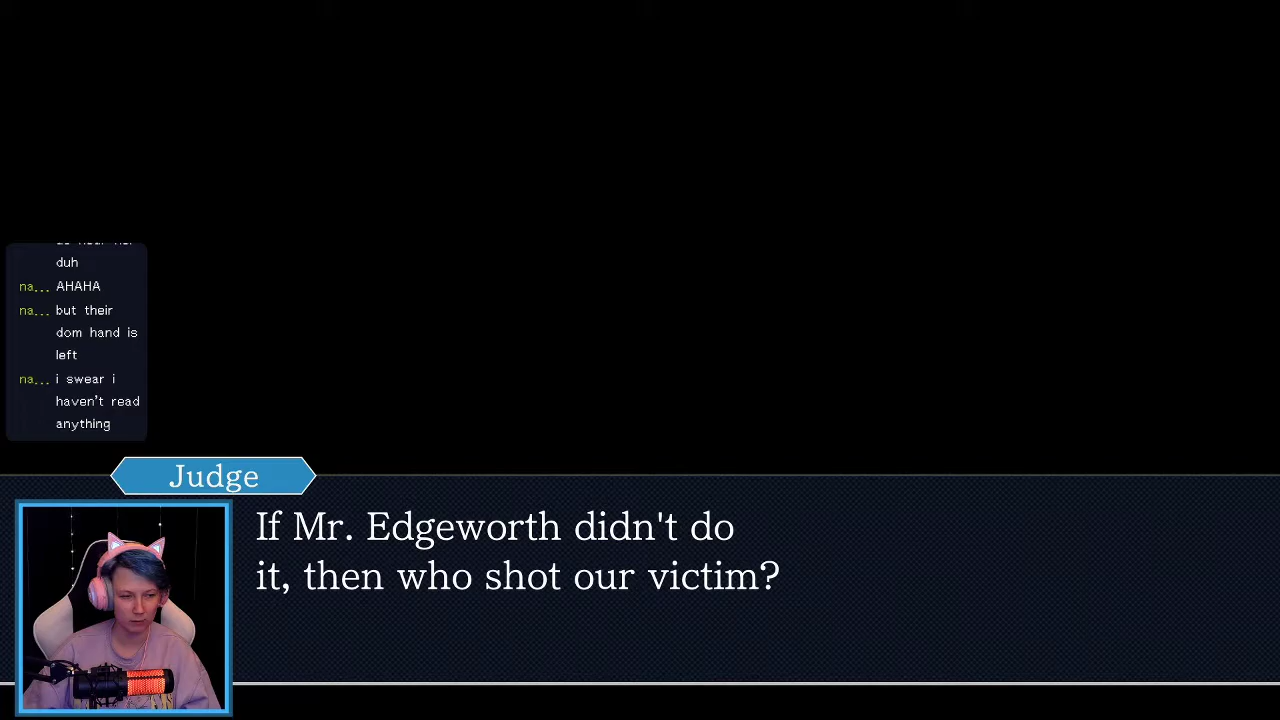 duh
na... AHAHA
na... but their
dom hand is
left
na... i swear i
haven't read
anything
Judge
If Mr. Edgeworth didn't do
it, then who shot our victim?